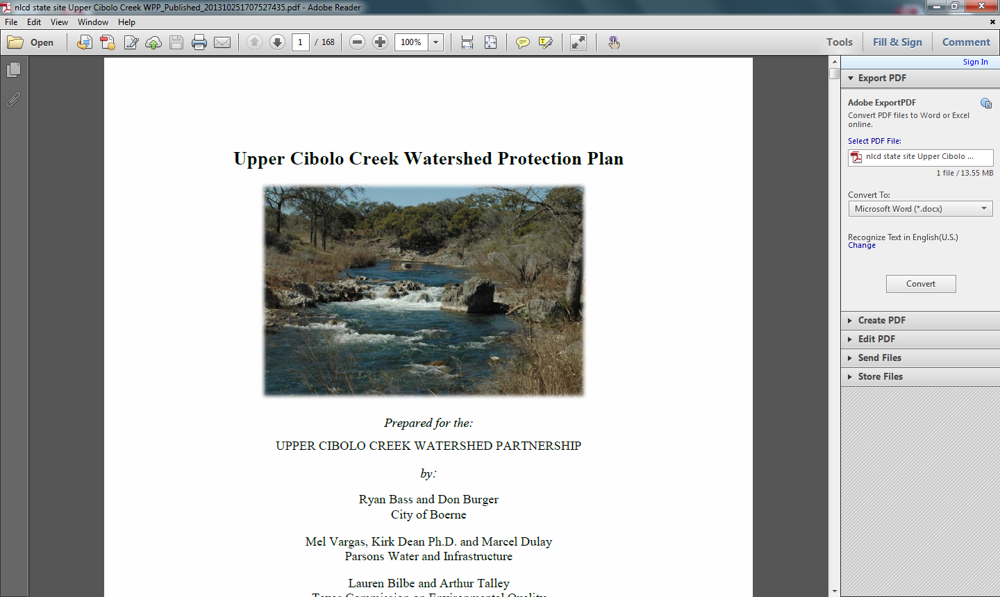 nlcd state site Upper Cibolo Creek WPP_Published_201310251707527435.pdf - Adobe Reader
File Edit View Window Help
Open 1 / 168 100% Tools Fill & Sign Comment
Sign In
Export PDF
Adobe ExportPDF
Convert PDF files to Word or Excel
online.
Select PDF File:
nlcd state site Upper Cibolo ...
1 file / 13.55 MB
Convert To:
Microsoft Word (*.docx)
Recognize Text in English(U.S.)
Change
Convert
Create PDF
Edit PDF
Send Files
Store Files
Upper Cibolo Creek Watershed Protection Plan
Prepared for the:
UPPER CIBOLO CREEK WATERSHED PARTNERSHIP
by:
Ryan Bass and Don Burger
City of Boerne
Mel Vargas, Kirk Dean Ph.D. and Marcel Dulay
Parsons Water and Infrastructure
Lauren Bilbe and Arthur Talley
Texas Commission on Environmental Quality